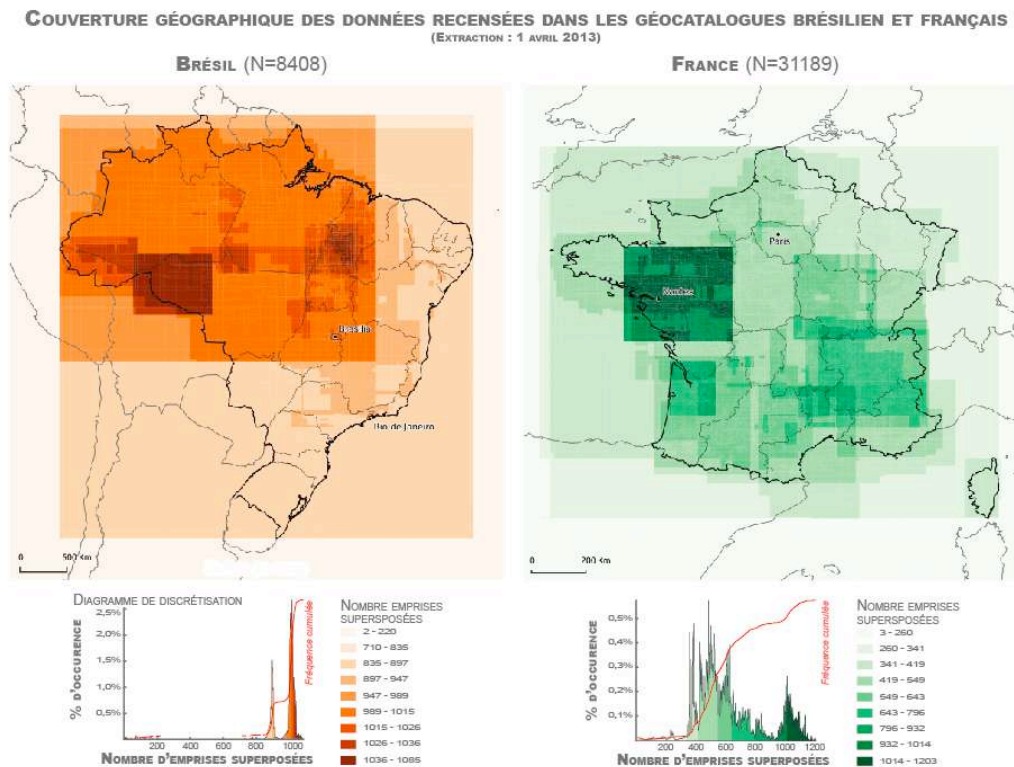 COUVERTURE GÉOGRAPHIQUE DES DONNÉES RECENSÉES DANS LES GÉOCATALOGUES BRÉSILIEN ET FRANÇAIS
(EXTRACTION : 1 AVRIL 2013)
BRÉSIL (N=8408)
FRANCE (N=31189)
Brasília
Rio de Janeiro
0 500 Km
Paris
Nantes
0 200 Km
DIAGRAMME DE DISCRÉTISATION
% D'OCCURENCE
2,5%
2,0%
1,5%
1,0%
0,5%
0 200 400 600 800 1000
NOMBRE D'EMPRISES SUPERPOSÉES
Fréquence cumulée
NOMBRE EMPRISES
SUPERSPOSÉES
2 - 220
710 - 835
835 - 897
897 - 947
947 - 989
989 - 1015
1015 - 1026
1026 - 1036
1036 - 1085
% D'OCCURENCE
0,5%
0,4%
0,3%
0,2%
0,1%
0 200 400 600 800 1000 1200
NOMBRE D'EMPRISES SUPERPOSÉES
Fréquence cumulée
NOMBRE EMPRISES
SUPERSPOSÉES
3 - 260
260 - 341
341 - 419
419 - 549
549 - 643
643 - 796
796 - 932
932 - 1014
1014 - 1203